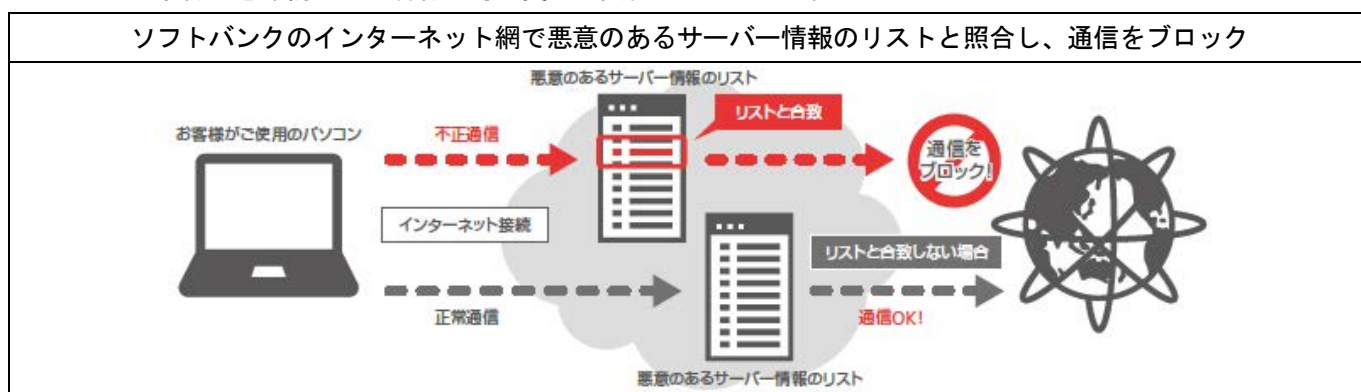 ソフトバンクのインターネット網で悪意のあるサーバー情報のリストと照合し、通信をブロック
悪意のあるサーバー情報のリスト
リストと合致
お客様がご使用のパソコン
不正通信
通信を
ブロック!
インターネット接続
リストと合致しない場合
正常通信
通信OK!
悪意のあるサーバー情報のリスト